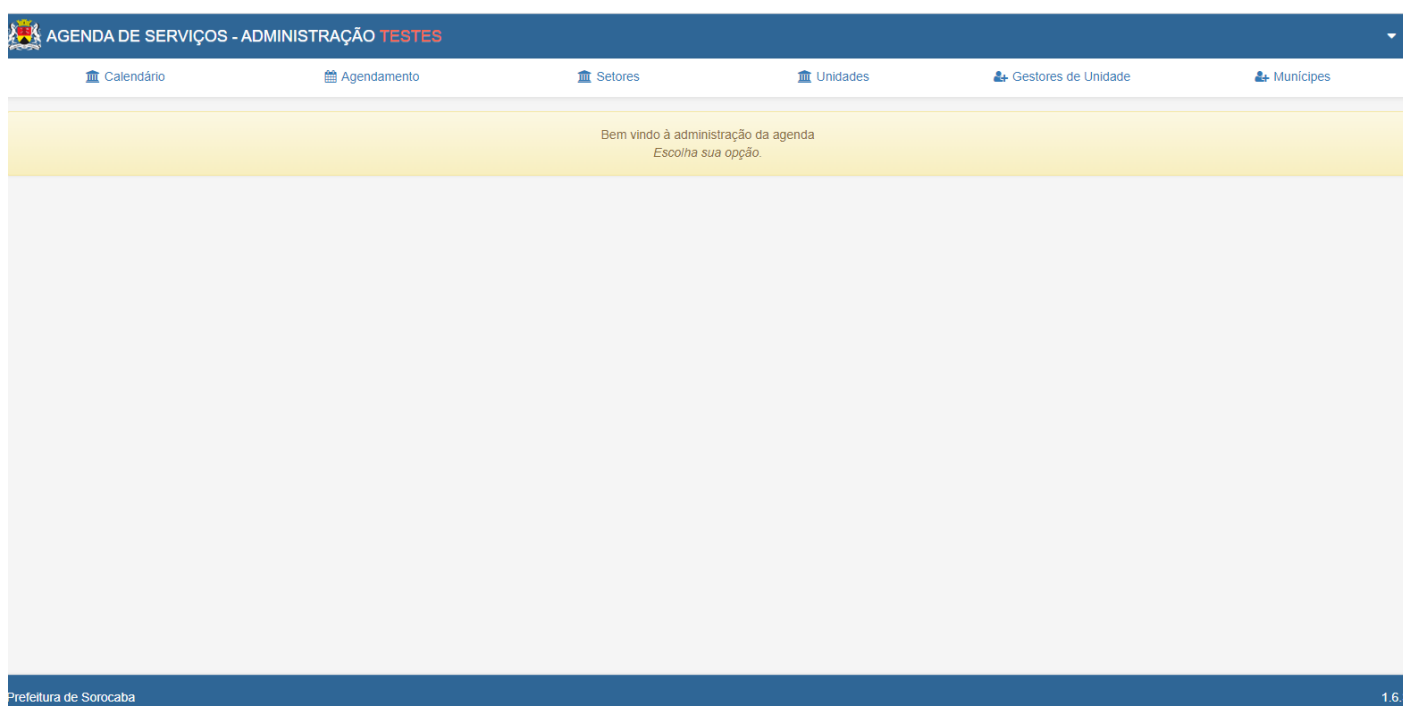 AGENDA DE SERVIÇOS - ADMINISTRAÇÃO TESTES
Calendário Agendamento Setores Unidades Gestores de Unidade Munícipes
Bem vindo à administração da agenda
Escolha sua opção.
Prefeitura de Sorocaba 1.6.